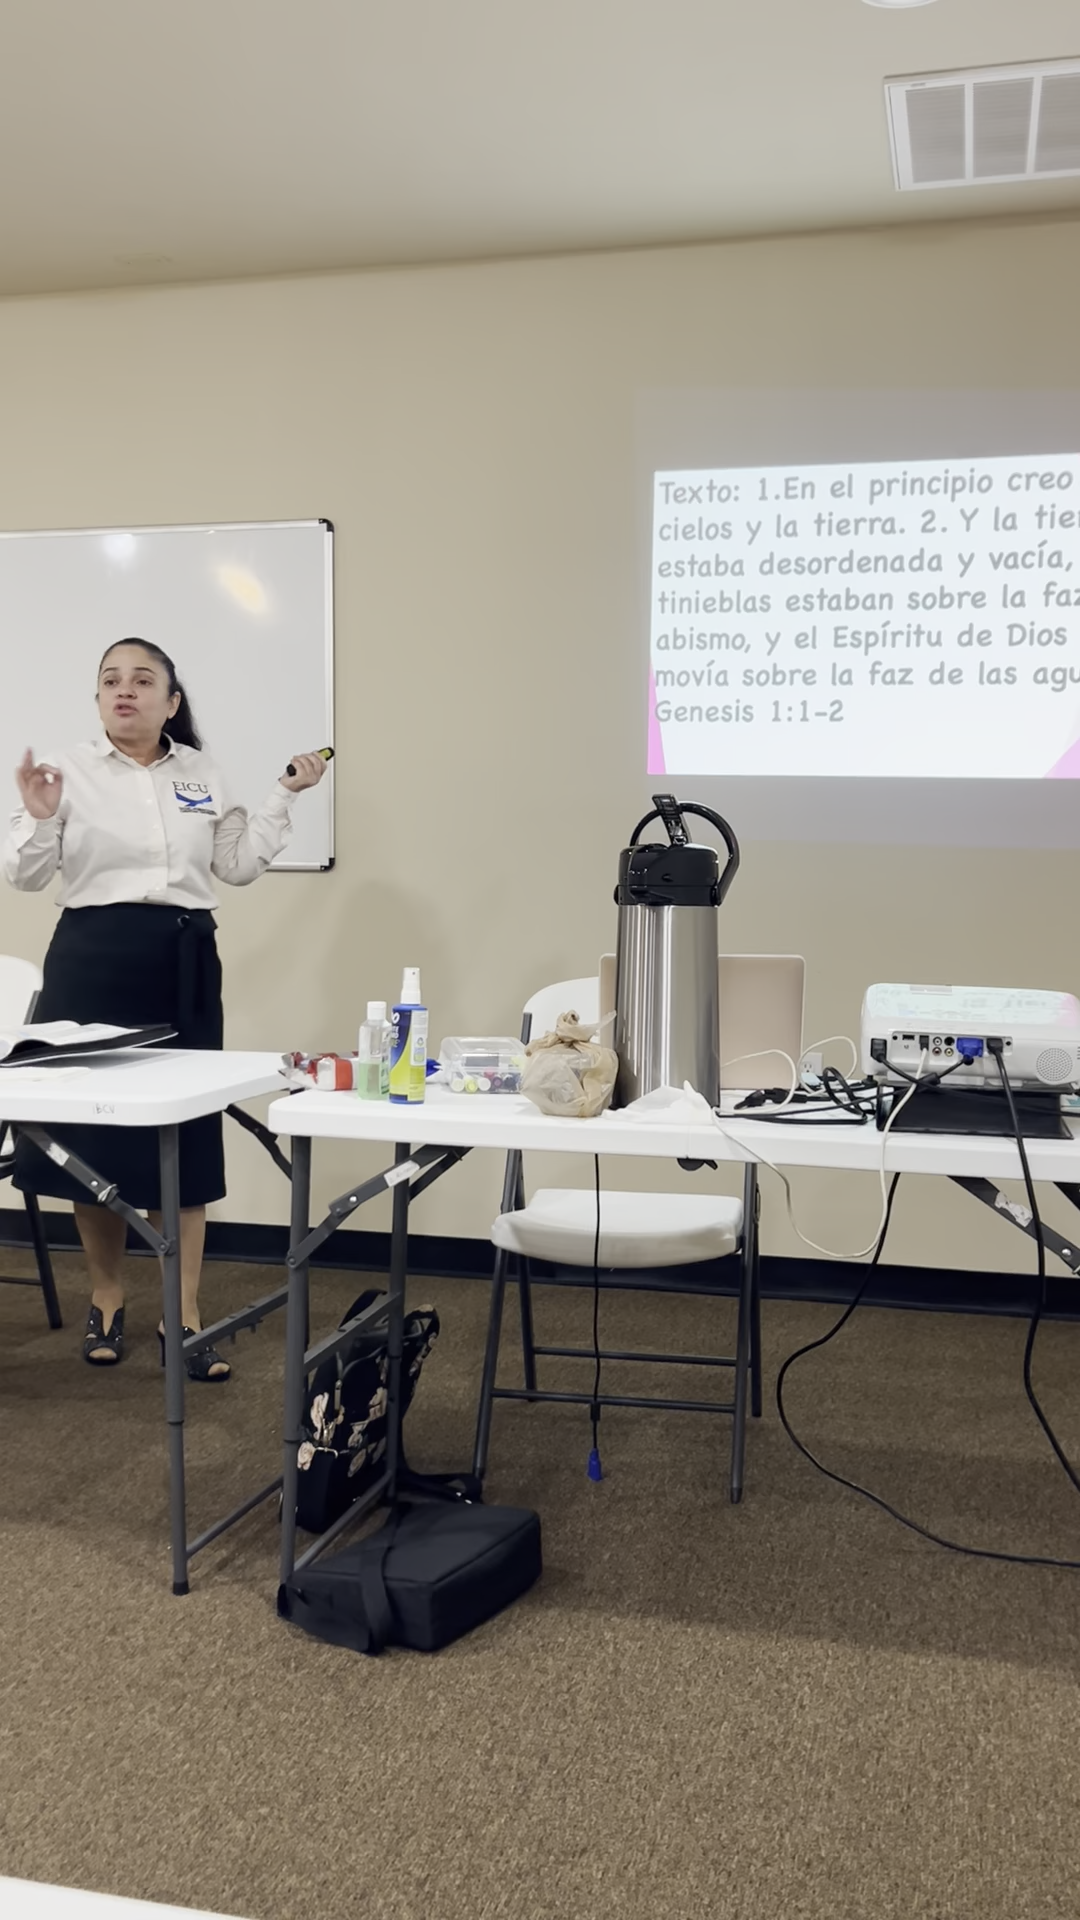 Texto: 1.En el principio creo
cielos y la tierra. 2. Y la tier
estaba desordenada y vacía,
tinieblas estaban sobre la faz
abismo, y el Espíritu de Dios
movía sobre la faz de las agu
Genesis 1:1-2
EICU